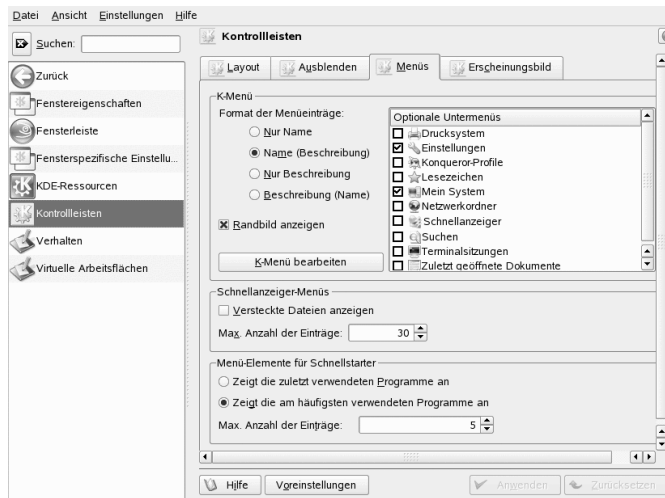 Datei Ansicht Einstellungen Hilfe
Suchen:
Zurück
Fenstereigenschaften
Fensterleiste
Fensterspezifische Einstellu...
KDE-Ressourcen
Kontrollleisten
Verhalten
Virtuelle Arbeitsflächen
Kontrollleisten
Layout Ausblenden Menüs Erscheinungsbild
K-Menü
Format der Menüeinträge:
Nur Name
Name (Beschreibung)
Nur Beschreibung
Beschreibung (Name)
Randbild anzeigen
K-Menü bearbeiten
Optionale Untermenüs
Drucksystem
Einstellungen
Konqueror-Profile
Lesezeichen
Mein System
Netzwerkordner
Schnellanzeiger
Suchen
Terminalsitzungen
Zuletzt geöffnete Dokumente
Schnellanzeiger-Menüs
Versteckte Dateien anzeigen
Max. Anzahl der Einträge: 30
Menü-Elemente für Schnellstarter
Zeigt die zuletzt verwendeten Programme an
Zeigt die am häufigsten verwendeten Programme an
Max. Anzahl der Einträge: 5
Hilfe Voreinstellungen Anwenden Zurücksetzen